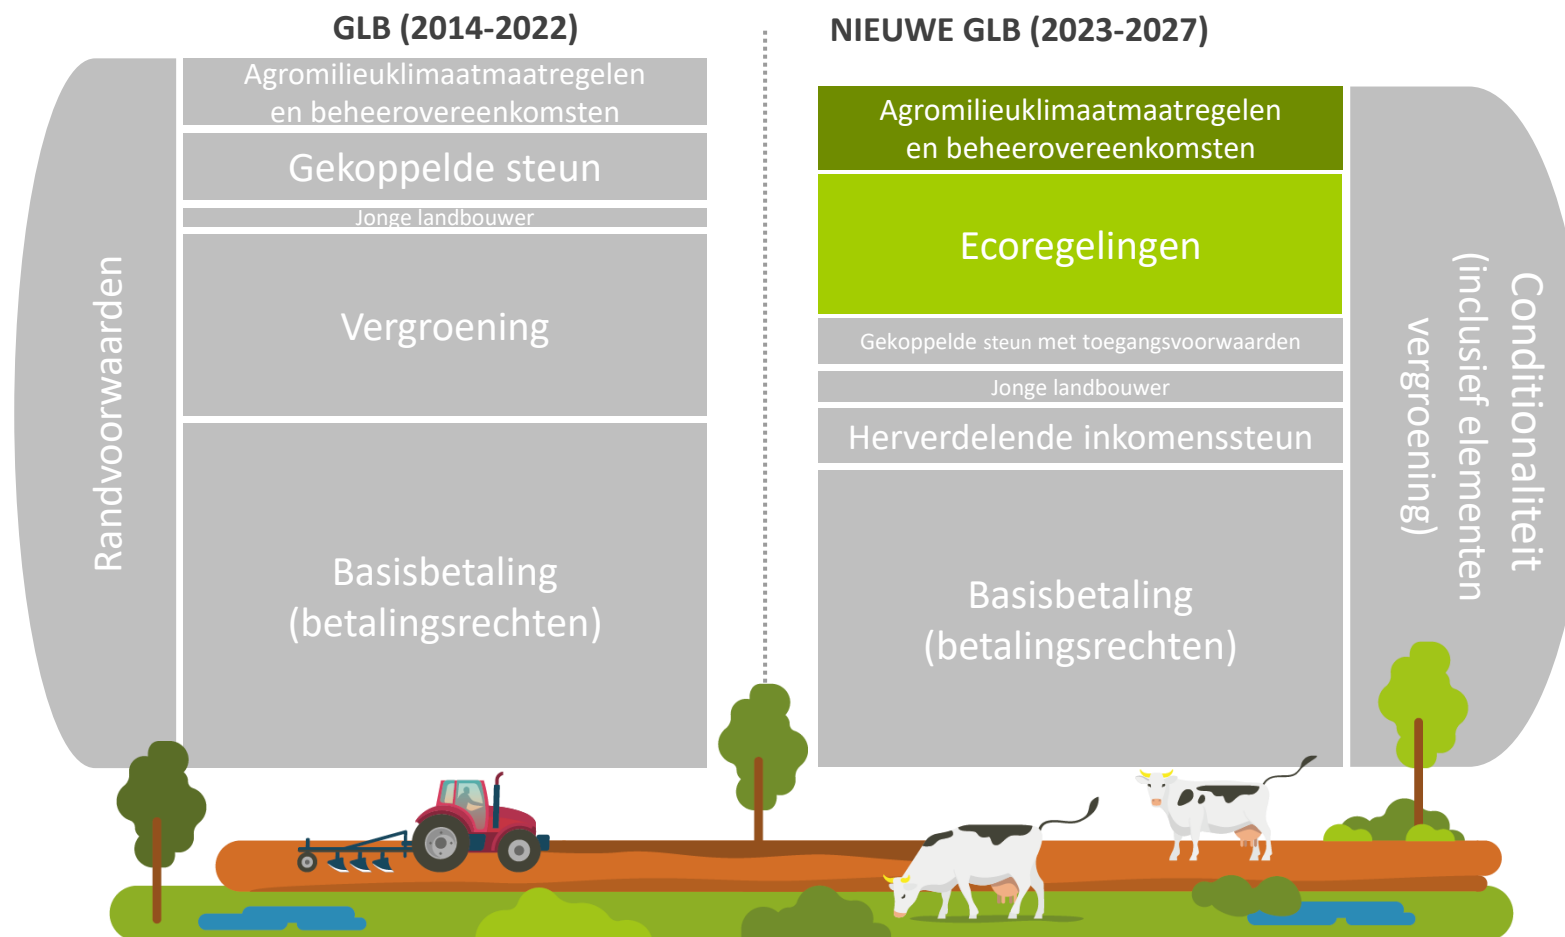 GLB (2014-2022)
Randvoorwaarden
Agromilieuklimaatmaatregelen
en beheerovereenkomsten
Gekoppelde steun
Jonge landbouwer
Vergroening
Basisbetaling
(betalingsrechten)
NIEUWE GLB (2023-2027)
Agromilieuklimaatmaatregelen
en beheerovereenkomsten
Ecoregelingen
Gekoppelde steun met toegangsvoorwaarden
Jonge landbouwer
Herverdelende inkomenssteun
Basisbetaling
(betalingsrechten)
Conditionaliteit
(inclusief elementen
vergroening)